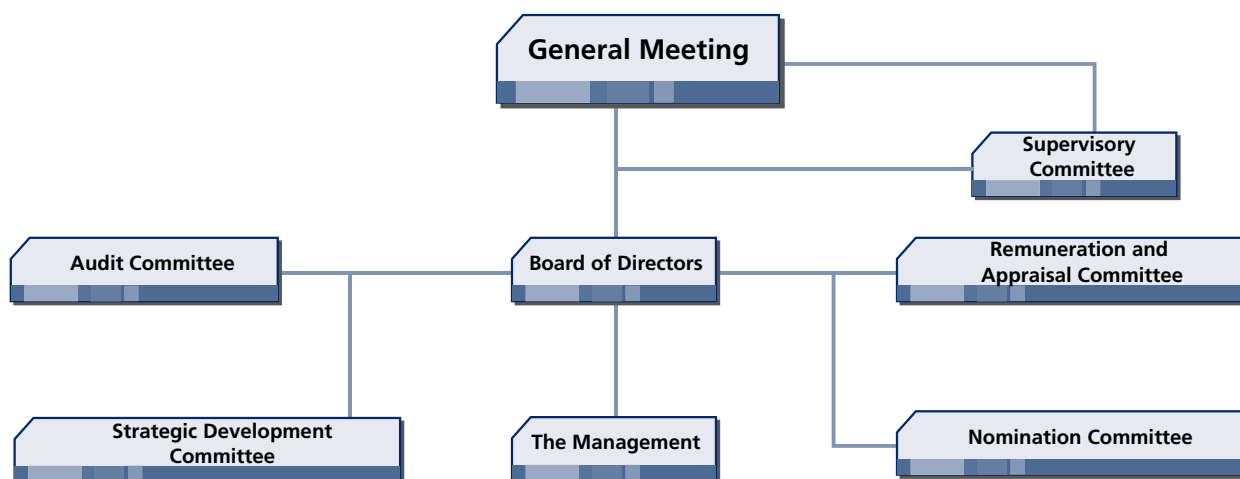 General Meeting
Supervisory
Committee
Audit Committee
Board of Directors
Remuneration and
Appraisal Committee
Strategic Development
Committee
The Management
Nomination Committee